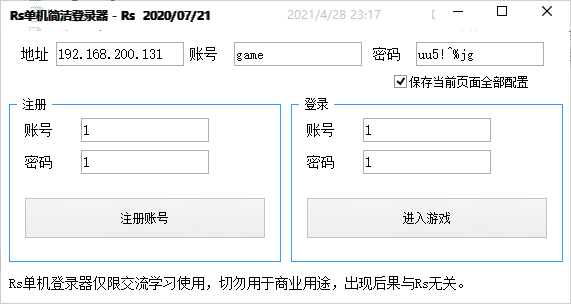 Rs单机简洁登录器 - Rs 2020/07/21
2021/4/28 23:17
地址 192.168.200.131 账号 game 密码 uu5!^%jg
保存当前页面全部配置
注册
账号 1
密码 1
注册账号
登录
账号 1
密码 1
进入游戏
Rs单机登录器仅限交流学习使用，切勿用于商业用途，出现后果与Rs无关。